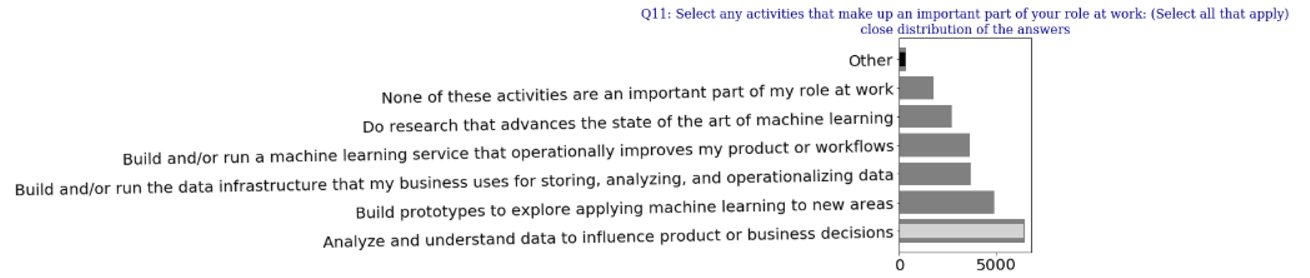 Q11: Select any activities that make up an important part of your role at work: (Select all that apply)
close distribution of the answers
Other
None of these activities are an important part of my role at work
Do research that advances the state of the art of machine learning
Build and/or run a machine learning service that operationally improves my product or workflows
Build and/or run the data infrastructure that my business uses for storing, analyzing, and operationalizing data
Build prototypes to explore applying machine learning to new areas
Analyze and understand data to influence product or business decisions
0 5000